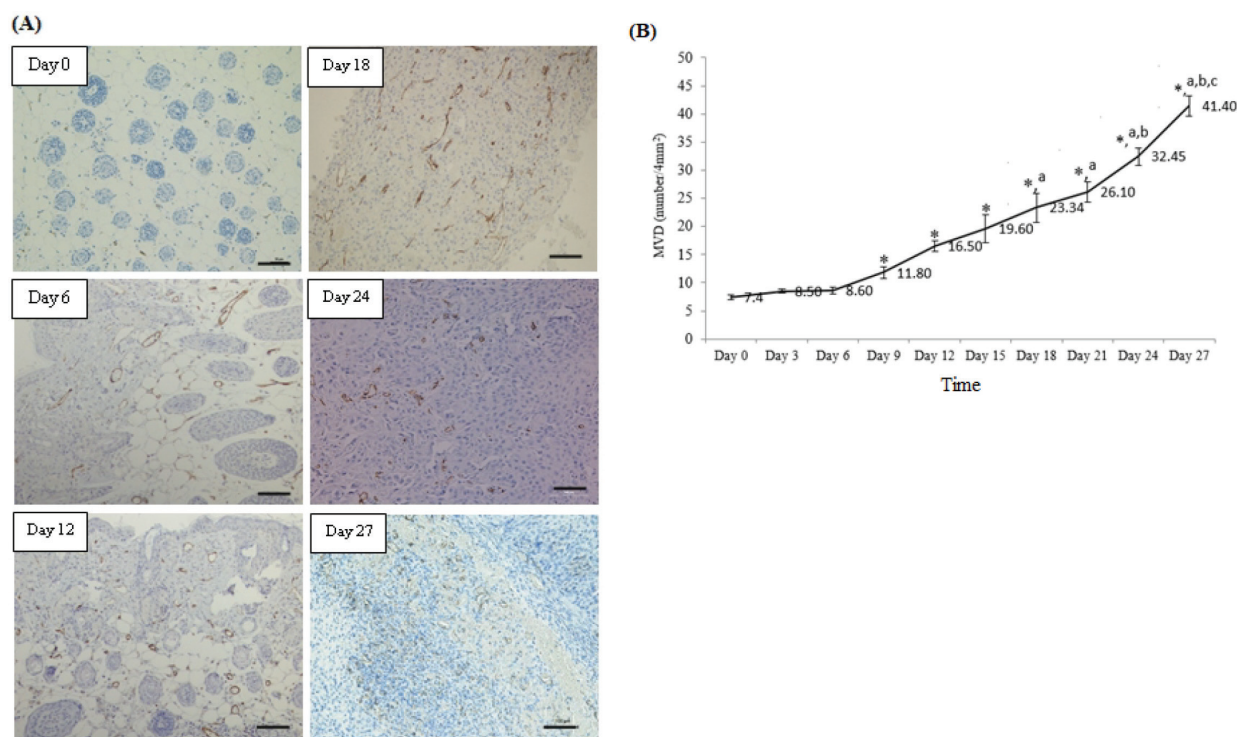 (A)
Day 0
Day 18
Day 6
Day 24
Day 12
Day 27
(B)
MVD (number/4mm²)
50
45
40
35
30
25
20
15
10
5
0
7.4
8.50
8.60
*
11.80
*
16.50
*
19.60
*, a
23.34
*, a
26.10
*, a,b
32.45
*, a,b,c
41.40
Day 0 Day 3 Day 6 Day 9 Day 12 Day 15 Day 18 Day 21 Day 24 Day 27
Time